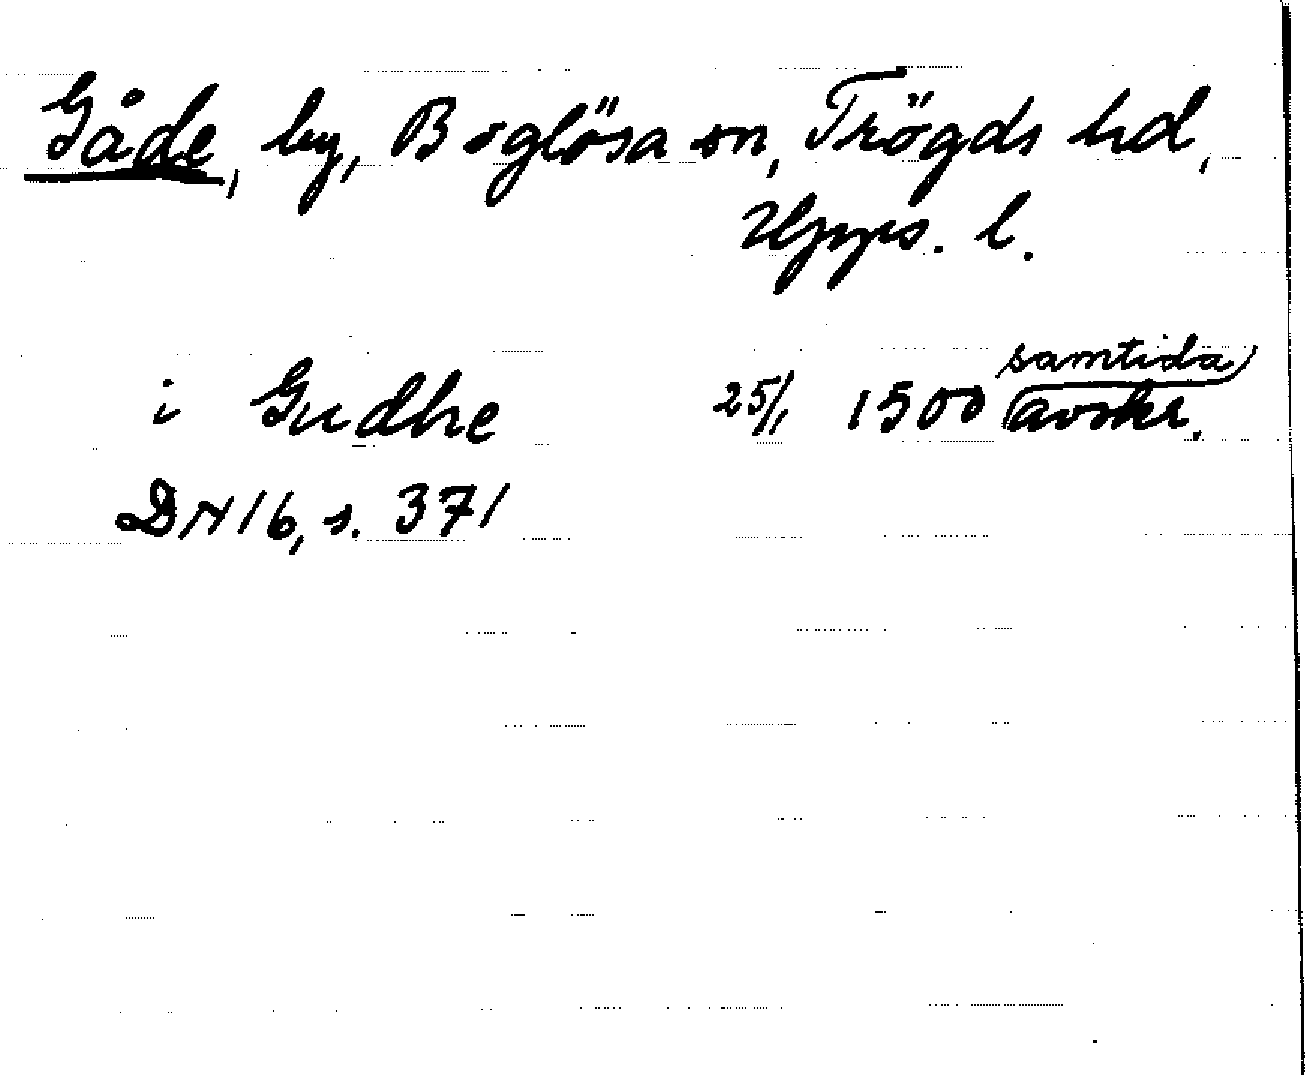 Gåde, by, Boglösa sn, Trögds hd,
Upps. l.
i Gudhe 25/1 1500 samtida avskr.
DN 16, s. 371